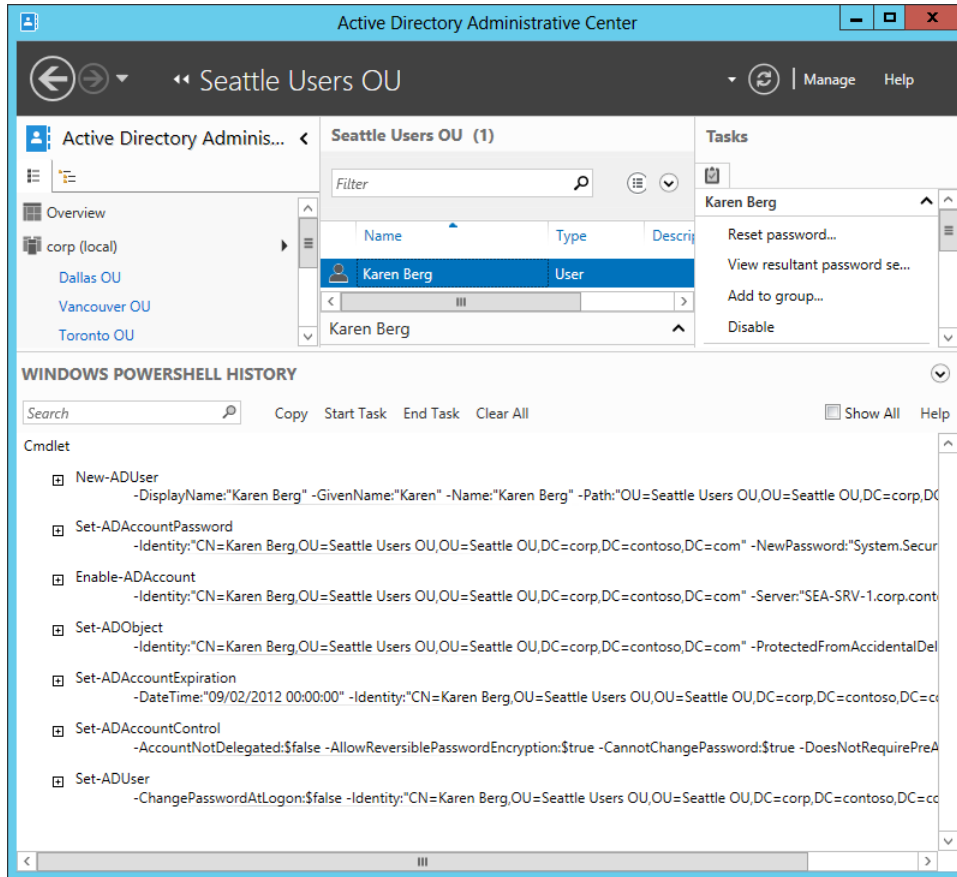 Active Directory Administrative Center
Seattle Users OU
Manage Help
Active Directory Adminis...
Overview
corp (local)
Dallas OU
Vancouver OU
Toronto OU
Seattle Users OU (1)
Filter
Name Type Descrip
Karen Berg User
Karen Berg
Tasks
Karen Berg
Reset password...
View resultant password se...
Add to group...
Disable
WINDOWS POWERSHELL HISTORY
Search Copy Start Task End Task Clear All Show All Help
Cmdlet
New-ADUser
-DisplayName:"Karen Berg" -GivenName:"Karen" -Name:"Karen Berg" -Path:"OU=Seattle Users OU,OU=Seattle OU,DC=corp,DC
Set-ADAccountPassword
-Identity:"CN=Karen Berg,OU=Seattle Users OU,OU=Seattle OU,DC=corp,DC=contoso,DC=com" -NewPassword:"System.Secur
Enable-ADAccount
-Identity:"CN=Karen Berg,OU=Seattle Users OU,OU=Seattle OU,DC=corp,DC=contoso,DC=com" -Server:"SEA-SRV-1.corp.cont
Set-ADObject
-Identity:"CN=Karen Berg,OU=Seattle Users OU,OU=Seattle OU,DC=corp,DC=contoso,DC=com" -ProtectedFromAccidentalDel
Set-ADAccountExpiration
-DateTime:"09/02/2012 00:00:00" -Identity:"CN=Karen Berg,OU=Seattle Users OU,OU=Seattle OU,DC=corp,DC=contoso,DC=co
Set-ADAccountControl
-AccountNotDelegated:$false -AllowReversiblePasswordEncryption:$true -CannotChangePassword:$true -DoesNotRequirePreA
Set-ADUser
-ChangePasswordAtLogon:$false -Identity:"CN=Karen Berg,OU=Seattle Users OU,OU=Seattle OU,DC=corp,DC=contoso,DC=cc